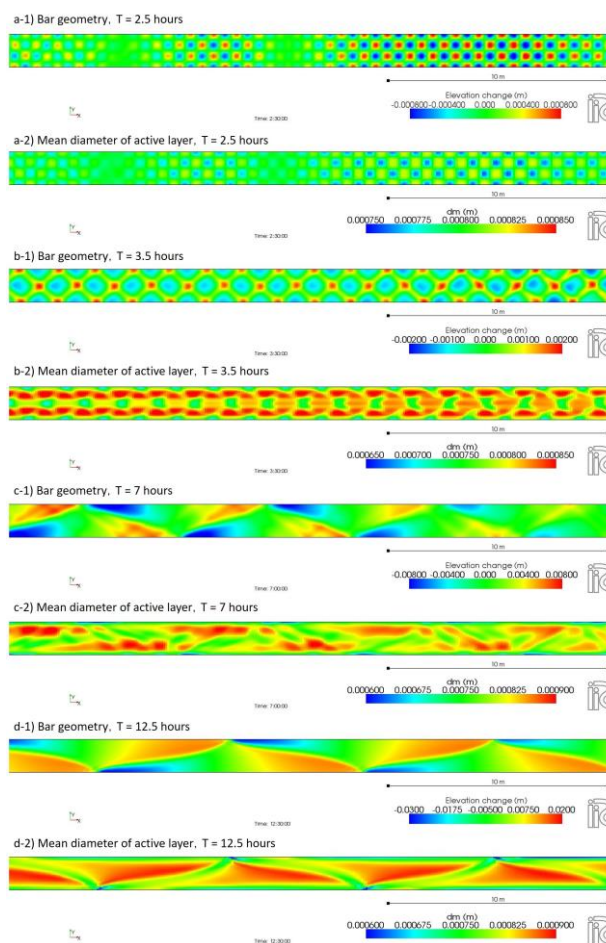 a-1) Bar geometry, T = 2.5 hours
10 m
Elevation change (m)
-0.000800 -0.000400 0.000 0.000400 0.000800
Time: 2:30:00
a-2) Mean diameter of active layer, T = 2.5 hours
10 m
dm (m)
0.000750 0.000775 0.000800 0.000825 0.000850
Time: 2:30:00
b-1) Bar geometry, T = 3.5 hours
10 m
Elevation change (m)
-0.00200 -0.00100 0.000 0.00100 0.00200
Time: 3:30:00
b-2) Mean diameter of active layer, T = 3.5 hours
10 m
dm (m)
0.000650 0.000700 0.000750 0.000800 0.000850
Time: 3:30:00
c-1) Bar geometry, T = 7 hours
10 m
Elevation change (m)
-0.00800 -0.00400 0.000 0.00400 0.00800
Time: 7:00:00
c-2) Mean diameter of active layer, T = 7 hours
10 m
dm (m)
0.000600 0.000675 0.000750 0.000825 0.000900
Time: 7:00:00
d-1) Bar geometry, T = 12.5 hours
10 m
Elevation change (m)
-0.0300 -0.0175 -0.00500 0.00750 0.0200
Time: 12:30:00
d-2) Mean diameter of active layer, T = 12.5 hours
10 m
dm (m)
0.000600 0.000675 0.000750 0.000825 0.000900
Time: 12:30:00